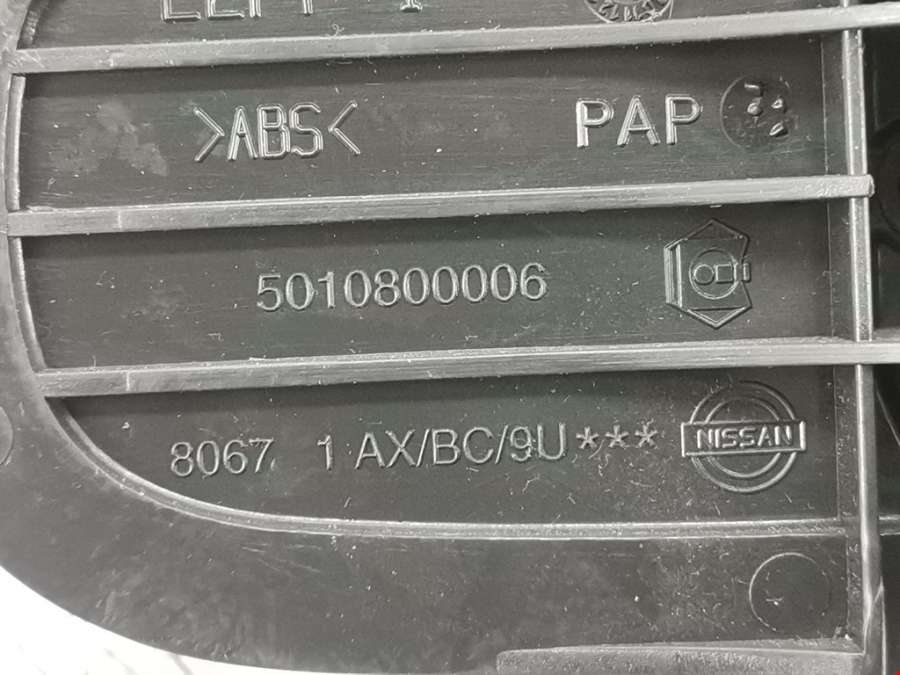 >ABS< PAP
5010800006
8067 1 AX/BC/9U*** NISSAN